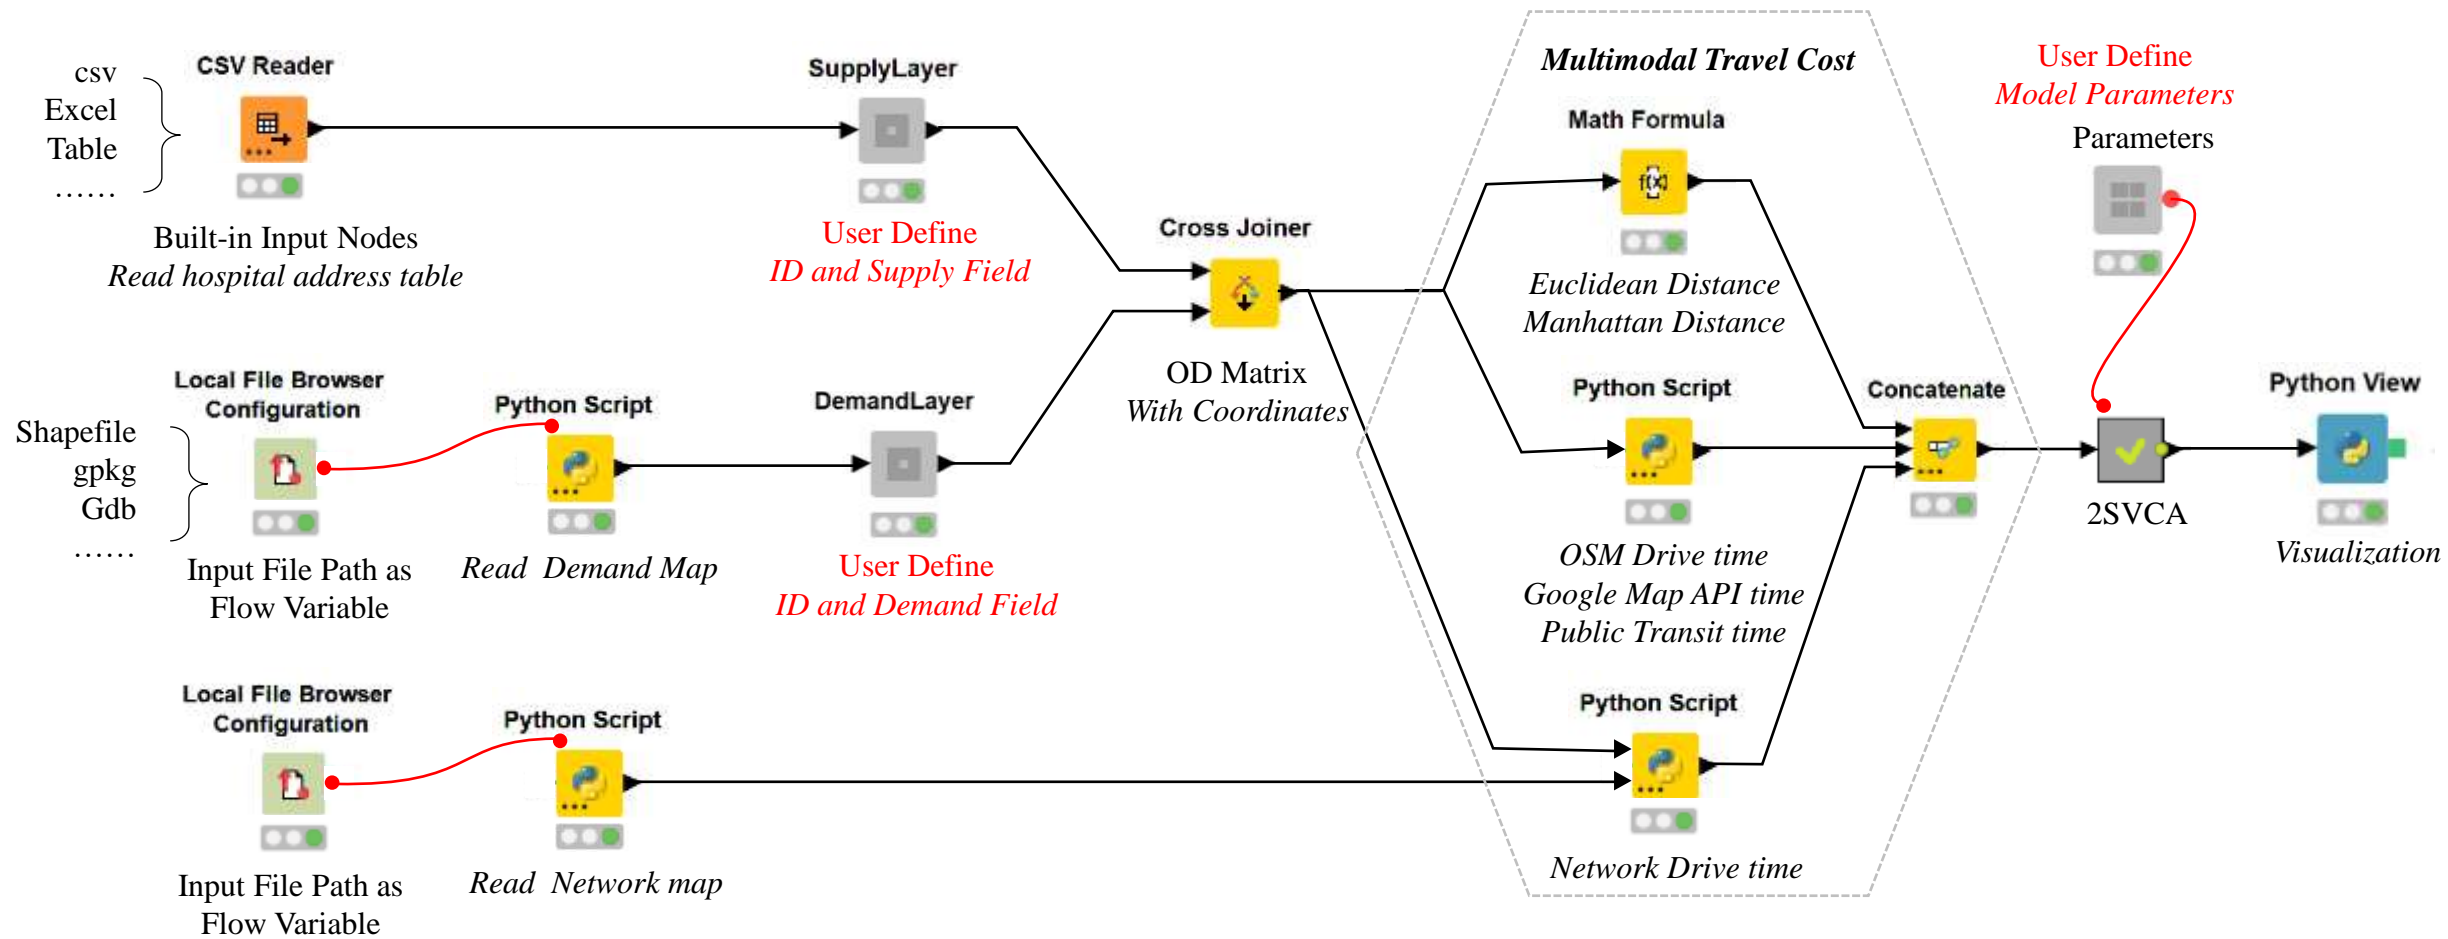 csv
Excel
Table
……
CSV Reader
Built-in Input Nodes
Read hospital address table
SupplyLayer
User Define
ID and Supply Field
Shapefile
gpkg
Gdb
……
Local File Browser
Configuration
Input File Path as
Flow Variable
Python Script
Read Demand Map
DemandLayer
User Define
ID and Demand Field
Local File Browser
Configuration
Input File Path as
Flow Variable
Python Script
Read Network map
Cross Joiner
OD Matrix
With Coordinates
Multimodal Travel Cost
Math Formula
f(x)
Euclidean Distance
Manhattan Distance
Python Script
OSM Drive time
Google Map API time
Public Transit time
Python Script
Network Drive time
Concatenate
User Define
Model Parameters
Parameters
2SVCA
Python View
Visualization